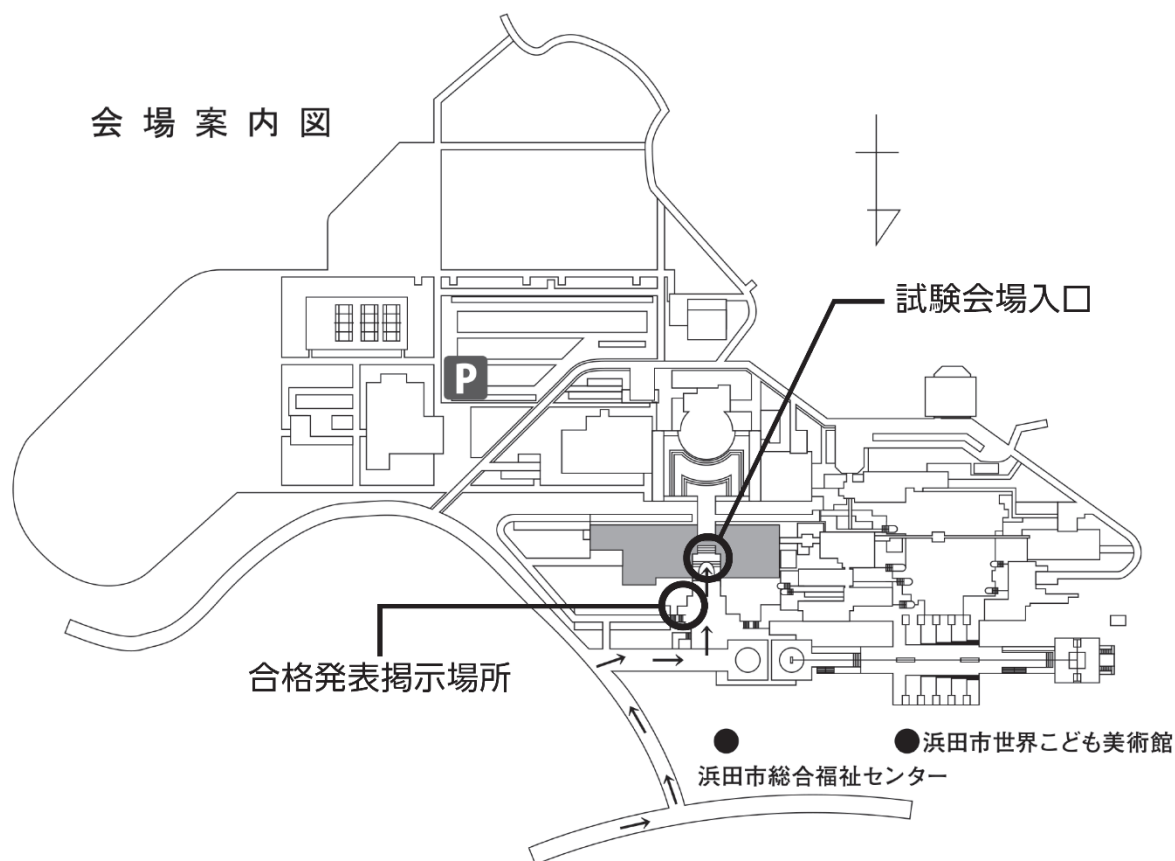 会場案内図
試験会場入口
P
合格発表掲示場所
浜田市世界こども美術館
浜田市総合福祉センター